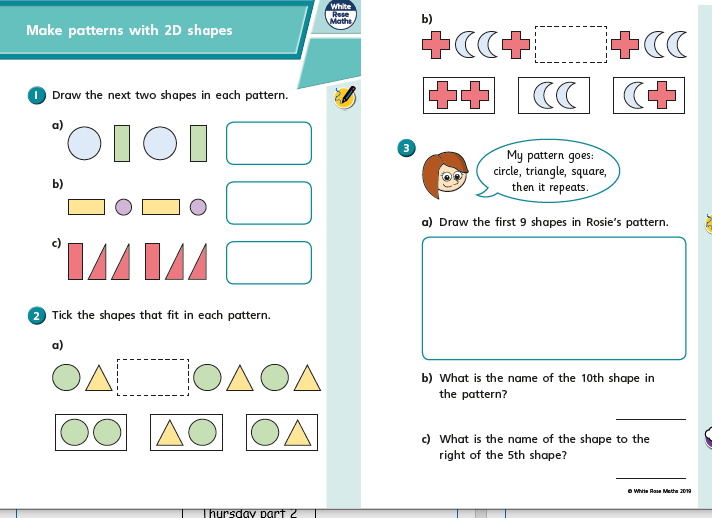 Make patterns with 2D shapes
White
Rose
Maths
1 Draw the next two shapes in each pattern.
a)
b)
c)
2 Tick the shapes that fit in each pattern.
a)
b)
3
My pattern goes:
circle, triangle, square,
then it repeats.
a) Draw the first 9 shapes in Rosie's pattern.
b) What is the name of the 10th shape in
the pattern?
c) What is the name of the shape to the
right of the 5th shape?
© White Rose Maths 2019
Thursday part 2